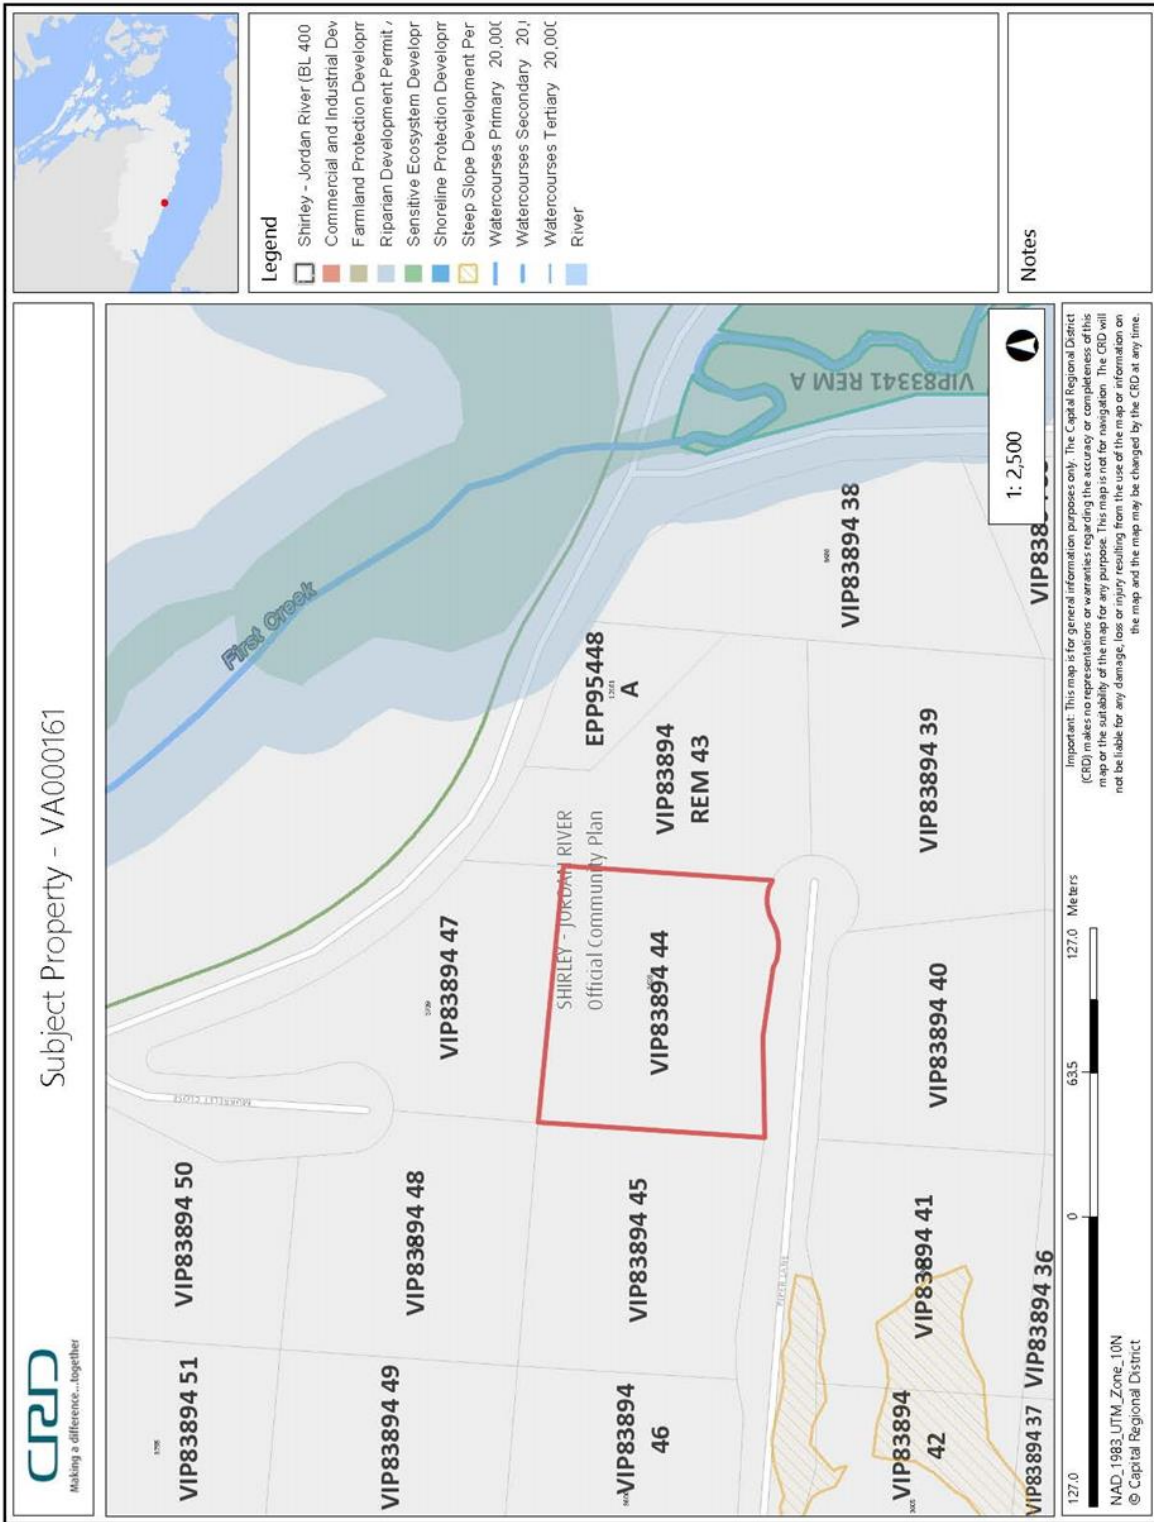 CRD
Making a difference...together
Subject Property - VA000161
VIP83894 51
VIP83894 50
VIP83894 49
VIP83894 48
VIP83894 47
VIP83894
46
VIP83894 45
VIP83894 44
SHIRLEY - JORDAN RIVER
Official Community Plan
VIP83894
REM 43
EPP95448
A
First Creek
VIP83341 REM A
VIP83894
42
VIP83894 41
VIP83894 40
VIP83894 39
VIP83894 38
VIP83894 37
VIP83894 36
MURRELET CLOSE
PIPER LANE
1: 2,500
127.0
0
63.5
127.0 Meters
NAD_1983_UTM_Zone_10N
© Capital Regional District
Important: This map is for general information purposes only. The Capital Regional District
(CRD) makes no representations or warranties regarding the accuracy or completeness of this
map or the suitability of the map for any purpose. This map is not for navigation. The CRD will
not be liable for any damage, loss or injury resulting from the use of the map or information on
the map and the map may be changed by the CRD at any time.
Legend
Shirley - Jordan River (BL 400
Commercial and Industrial Dev
Farmland Protection Developm
Riparian Development Permit
Sensitive Ecosystem Developr
Shoreline Protection Developm
Steep Slope Development Per
Watercourses Primary 20,000
Watercourses Secondary 20,
Watercourses Tertiary 20,000
River
Notes